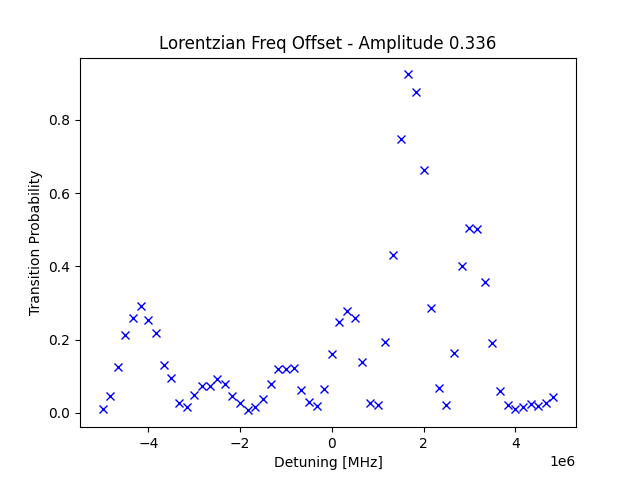 Lorentzian Freq Offset - Amplitude 0.336
Transition Probability
0.8
0.6
0.4
0.2
0.0
−4
−2
0
2
4
1e6
Detuning [MHz]